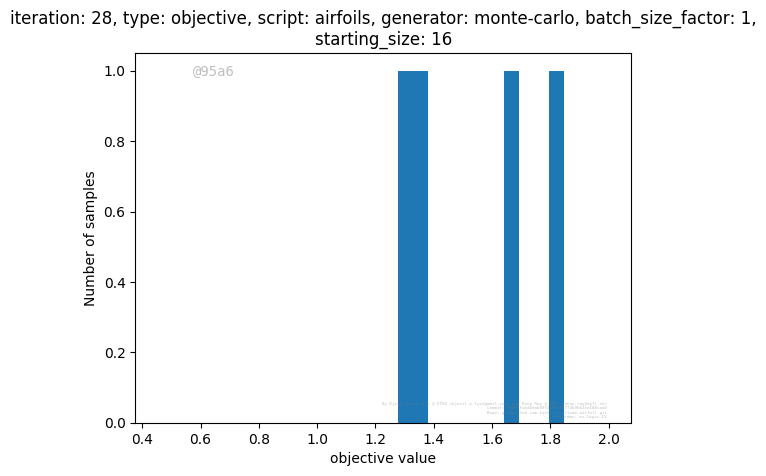 iteration: 28, type: objective, script: airfoils, generator: monte-carlo, batch_size_factor: 1,
starting_size: 16
@95a6
1.0
0.8
0.6
0.4
0.2
0.0
Number of samples
0.4 0.6 0.8 1.0 1.2 1.4 1.6 1.8 2.0
objective value